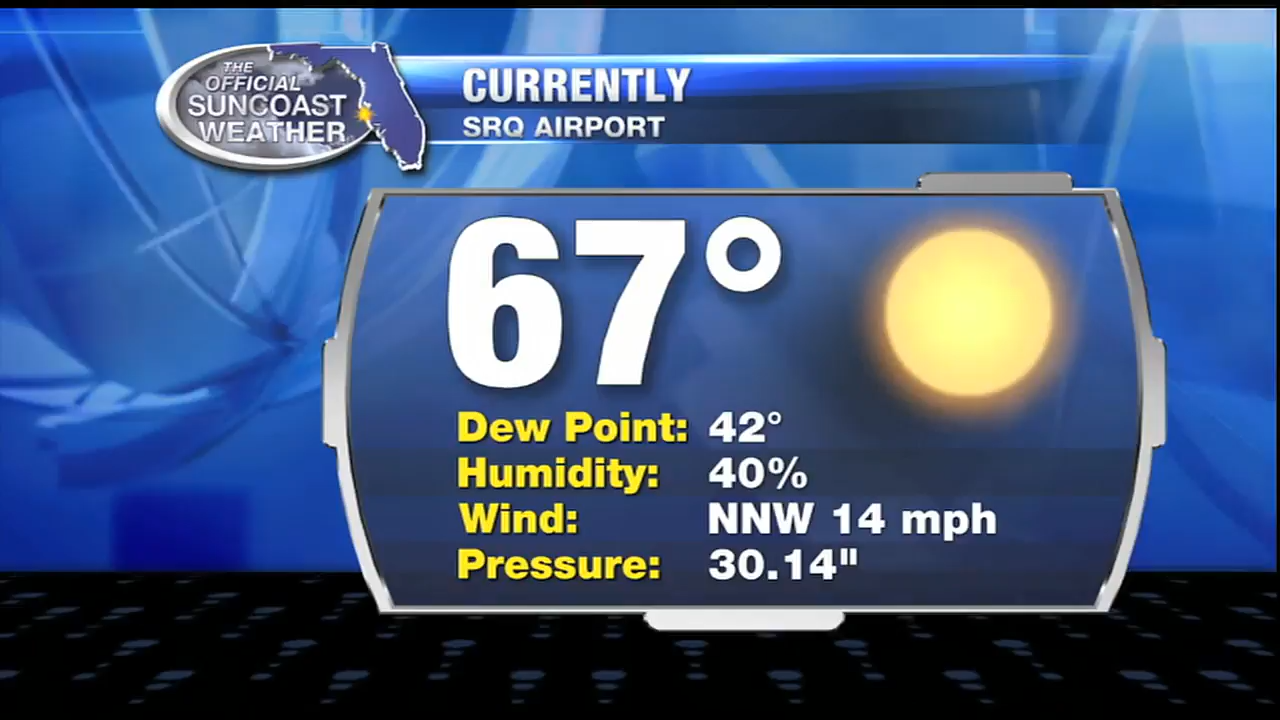 THE
OFFICIAL
SUNCOAST
WEATHER
CURRENTLY
SRQ AIRPORT
67°
Dew Point: 42°
Humidity: 40%
Wind: NNW 14 mph
Pressure: 30.14"